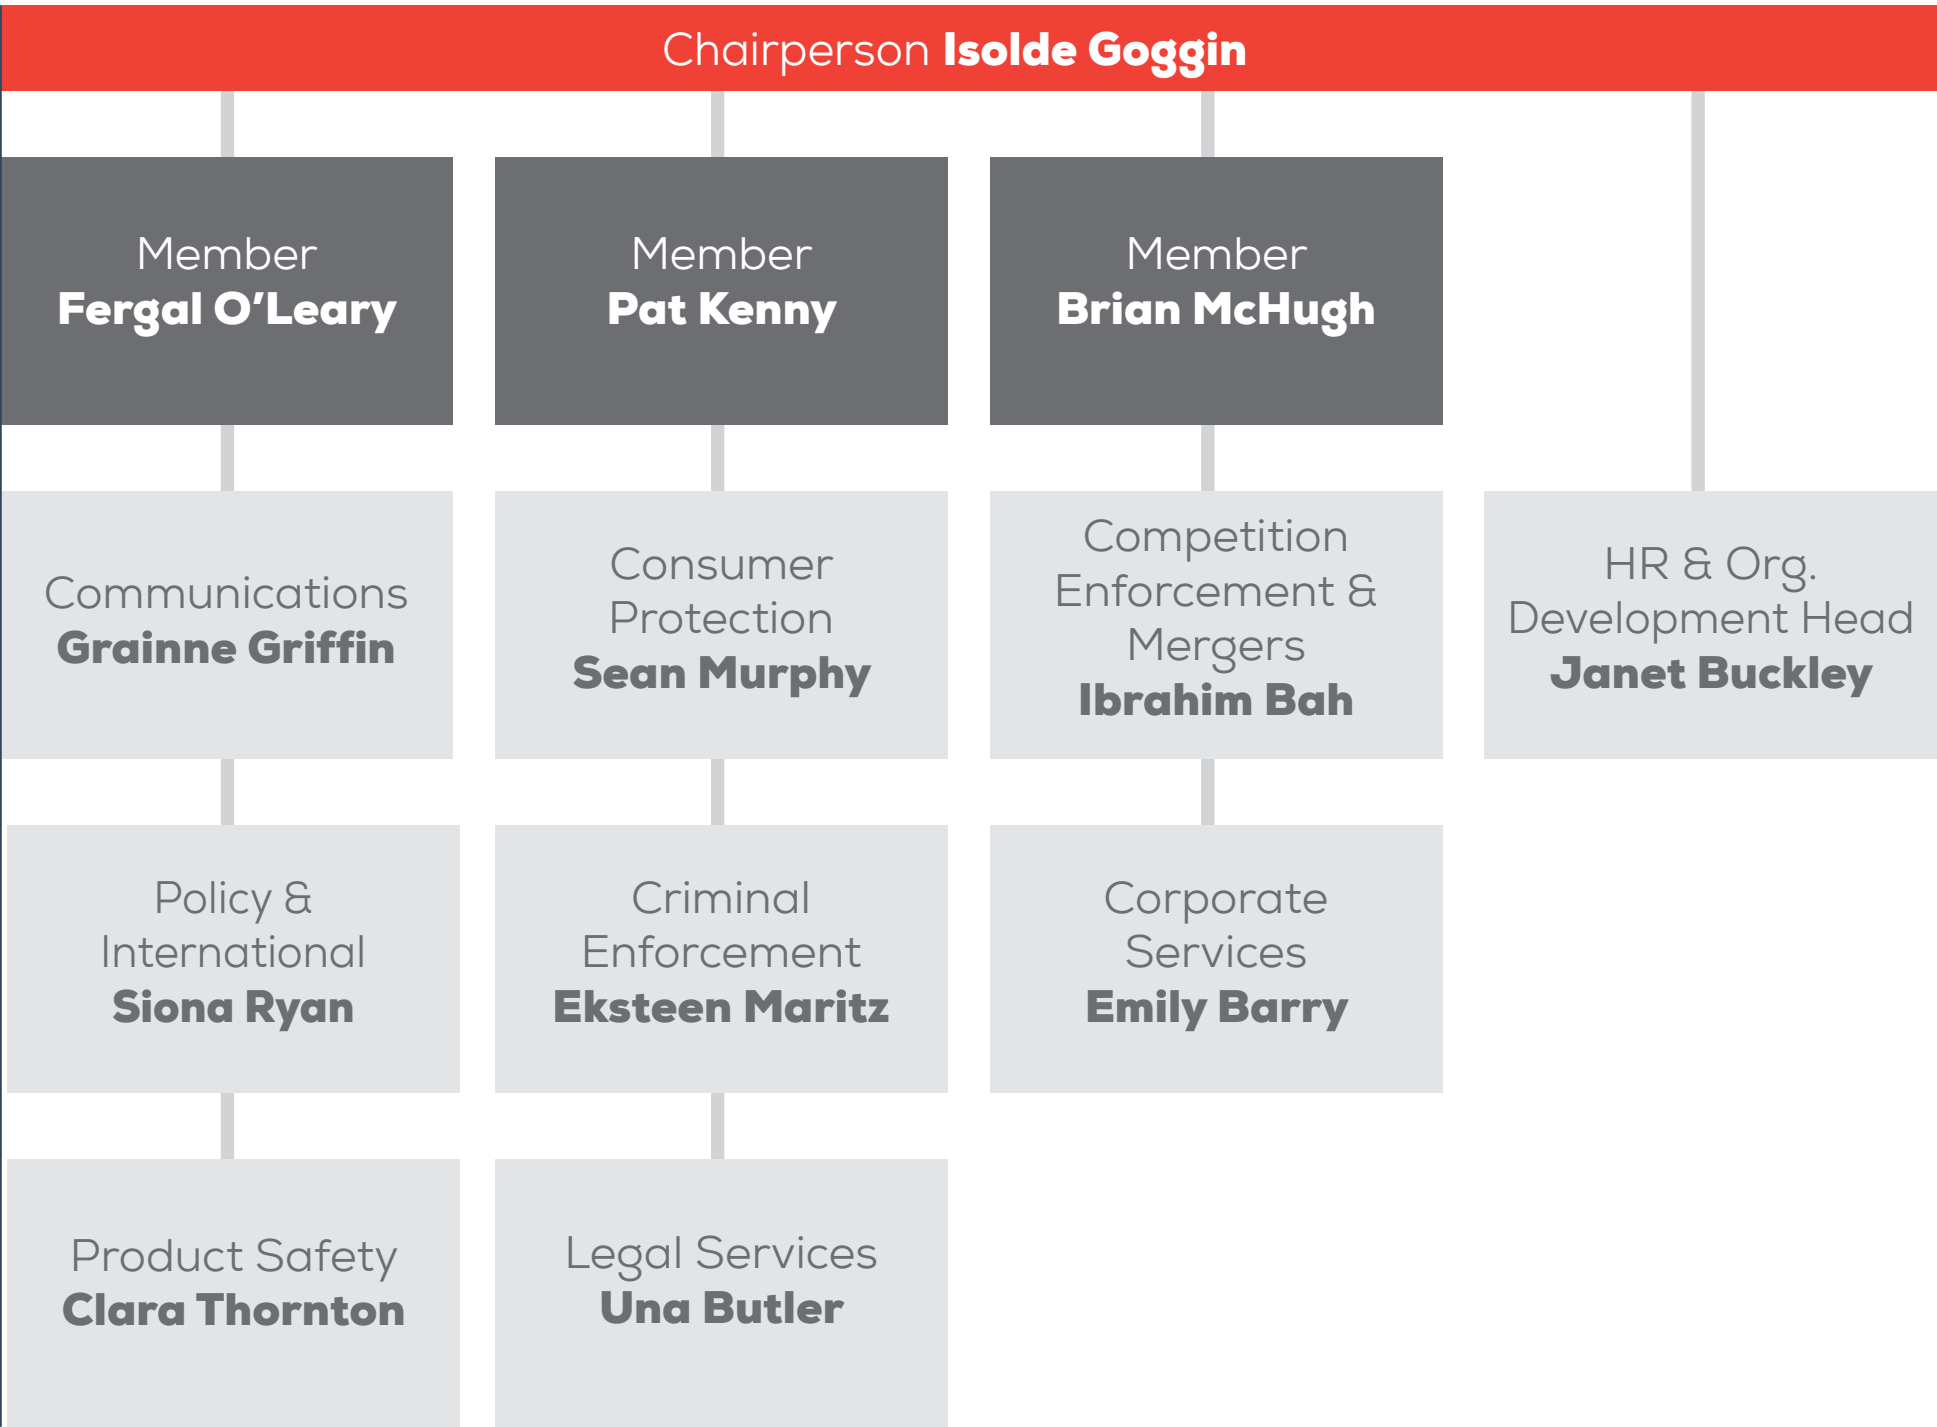 Chairperson Isolde Goggin
Member
Fergal O’Leary
Member
Pat Kenny
Member
Brian McHugh
Communications
Grainne Griffin
Consumer
Protection
Sean Murphy
Competition
Enforcement &
Mergers
Ibrahim Bah
HR & Org.
Development Head
Janet Buckley
Policy &
International
Siona Ryan
Criminal
Enforcement
Eksteen Maritz
Corporate
Services
Emily Barry
Product Safety
Clara Thornton
Legal Services
Una Butler